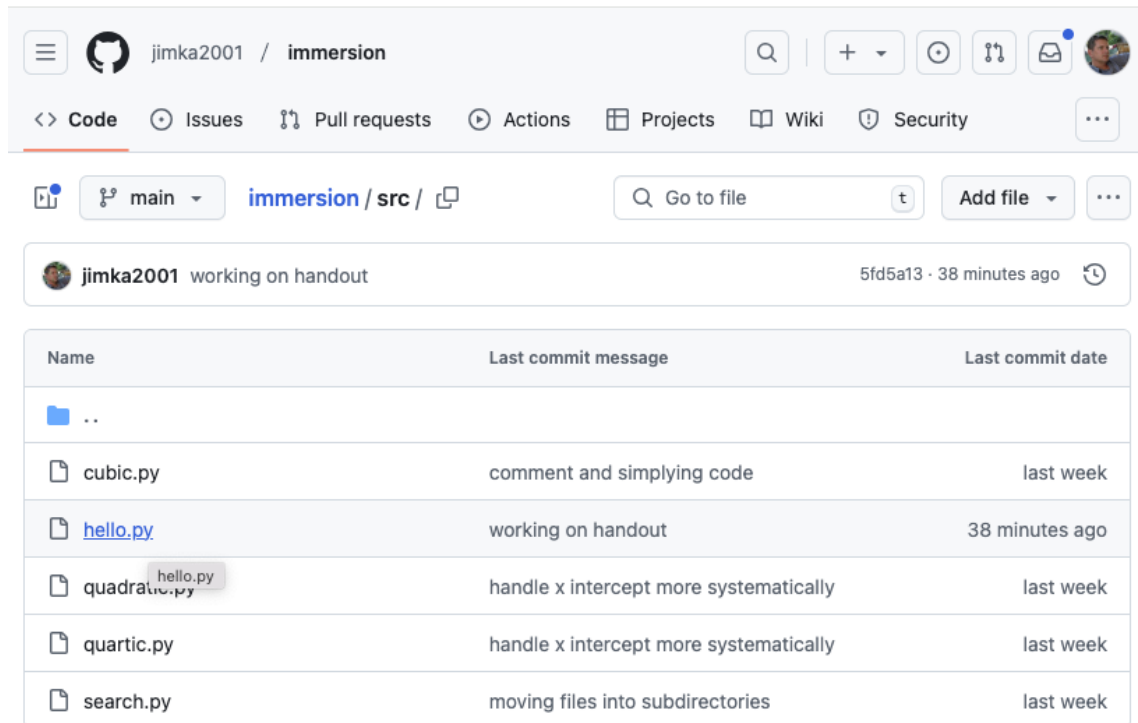 jimka2001 / immersion
Code Issues Pull requests Actions Projects Wiki Security
main immersion / src / Go to file t Add file
jimka2001 working on handout 5fd5a13 · 38 minutes ago
Name Last commit message Last commit date
..
cubic.py comment and simplying code last week
hello.py working on handout 38 minutes ago
hello.py
quadratic.py handle x intercept more systematically last week
quartic.py handle x intercept more systematically last week
search.py moving files into subdirectories last week